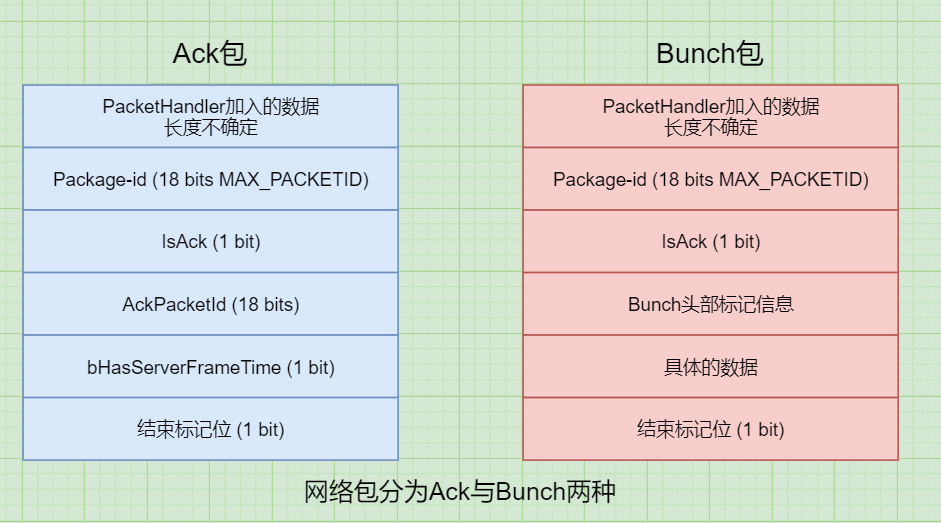 Ack包
PacketHandler加入的数据
长度不确定
Package-id (18 bits MAX_PACKETID)
IsAck (1 bit)
AckPacketId (18 bits)
bHasServerFrameTime (1 bit)
结束标记位 (1 bit)
Bunch包
PacketHandler加入的数据
长度不确定
Package-id (18 bits MAX_PACKETID)
IsAck (1 bit)
Bunch头部标记信息
具体的数据
结束标记位 (1 bit)
网络包分为Ack与Bunch两种